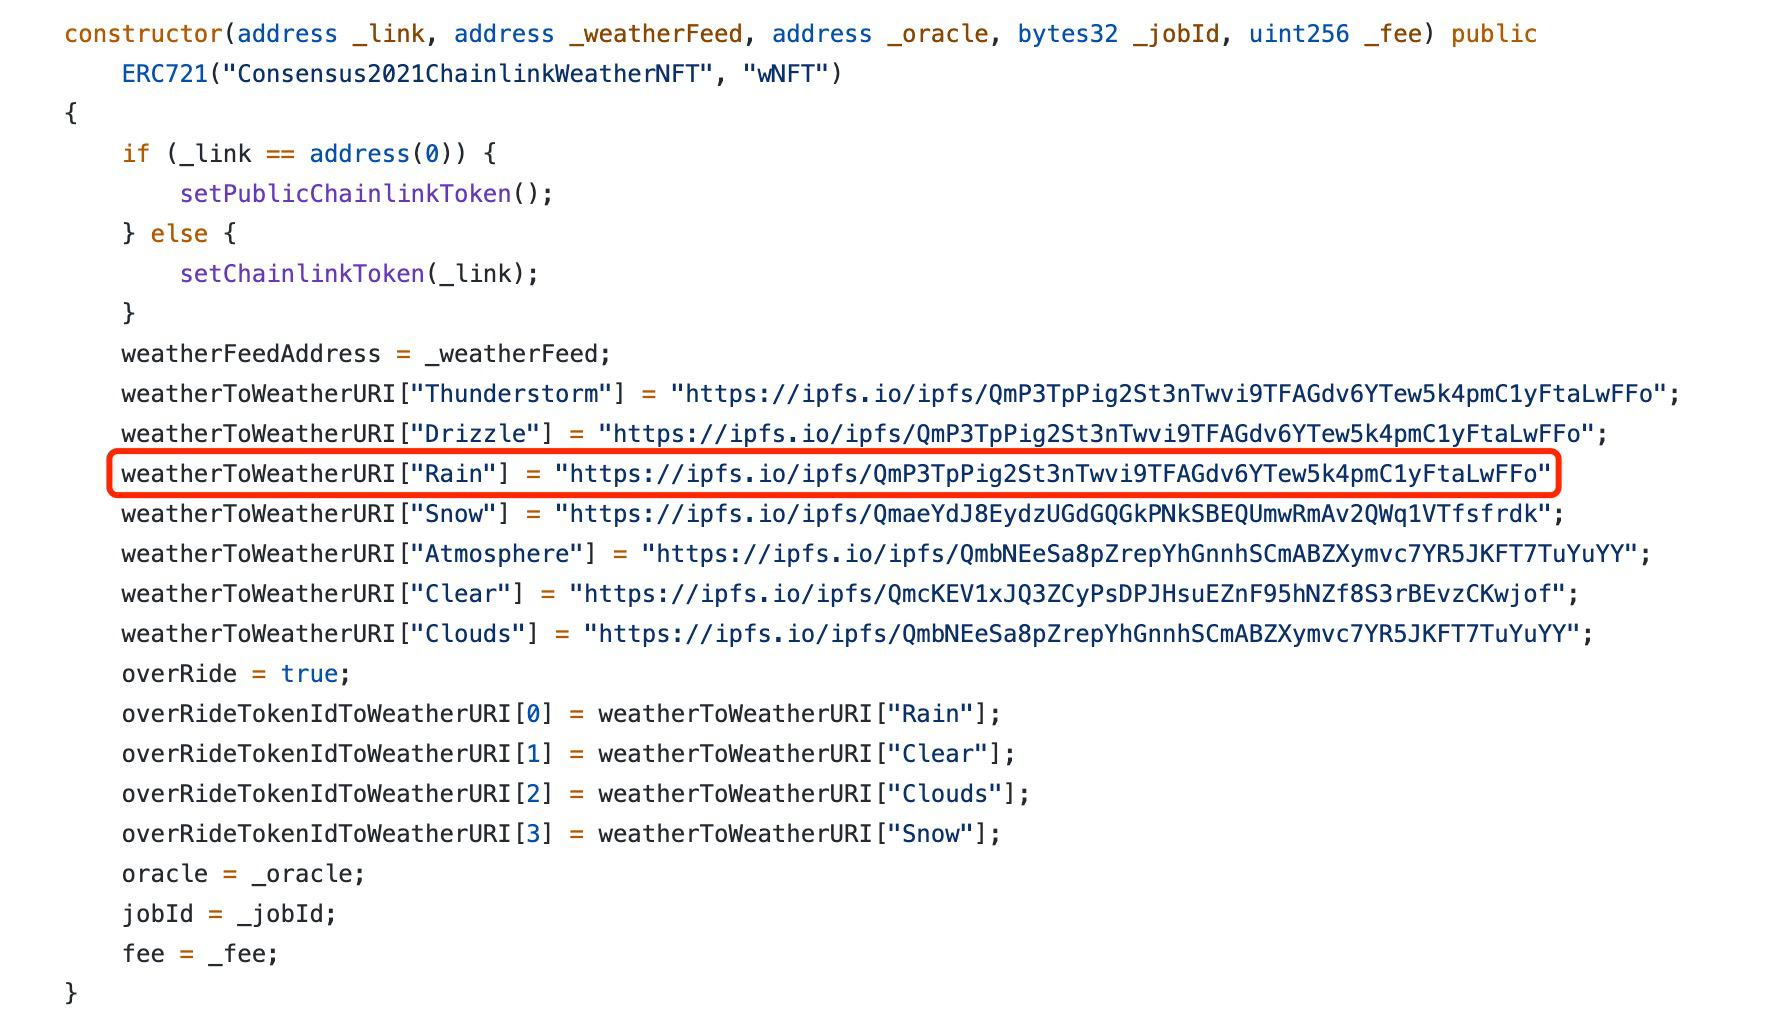 constructor(address _link, address _weatherFeed, address _oracle, bytes32 _jobId, uint256 _fee) public
ERC721("Consensus2021ChainlinkWeatherNFT", "wNFT")
{
if (_link == address(0)) {
setPublicChainlinkToken();
} else {
setChainlinkToken(_link);
}
weatherFeedAddress = _weatherFeed;
weatherToWeatherURI["Thunderstorm"] = "https://ipfs.io/ipfs/QmP3TpPig2St3nTwvi9TFAGdv6YTew5k4pmC1yFtaLwFFo";
weatherToWeatherURI["Drizzle"] = "https://ipfs.io/ipfs/QmP3TpPig2St3nTwvi9TFAGdv6YTew5k4pmC1yFtaLwFFo";
weatherToWeatherURI["Rain"] = "https://ipfs.io/ipfs/QmP3TpPig2St3nTwvi9TFAGdv6YTew5k4pmC1yFtaLwFFo"
weatherToWeatherURI["Snow"] = "https://ipfs.io/ipfs/QmaeYdJ8EydzUGdGQGkPNkSBEQUmwRmAv2QWq1VTfsfrdk";
weatherToWeatherURI["Atmosphere"] = "https://ipfs.io/ipfs/QmbNEeSa8pZrepYhGnnhSCmABZXymvc7YR5JKFT7TuYuYY";
weatherToWeatherURI["Clear"] = "https://ipfs.io/ipfs/QmcKEV1xJQ3ZCyPsDPJHsuEZnF95hNZf8S3rBEvzCKwjof";
weatherToWeatherURI["Clouds"] = "https://ipfs.io/ipfs/QmbNEeSa8pZrepYhGnnhSCmABZXymvc7YR5JKFT7TuYuYY";
overRide = true;
overRideTokenIdToWeatherURI[0] = weatherToWeatherURI["Rain"];
overRideTokenIdToWeatherURI[1] = weatherToWeatherURI["Clear"];
overRideTokenIdToWeatherURI[2] = weatherToWeatherURI["Clouds"];
overRideTokenIdToWeatherURI[3] = weatherToWeatherURI["Snow"];
oracle = _oracle;
jobId = _jobId;
fee = _fee;
}